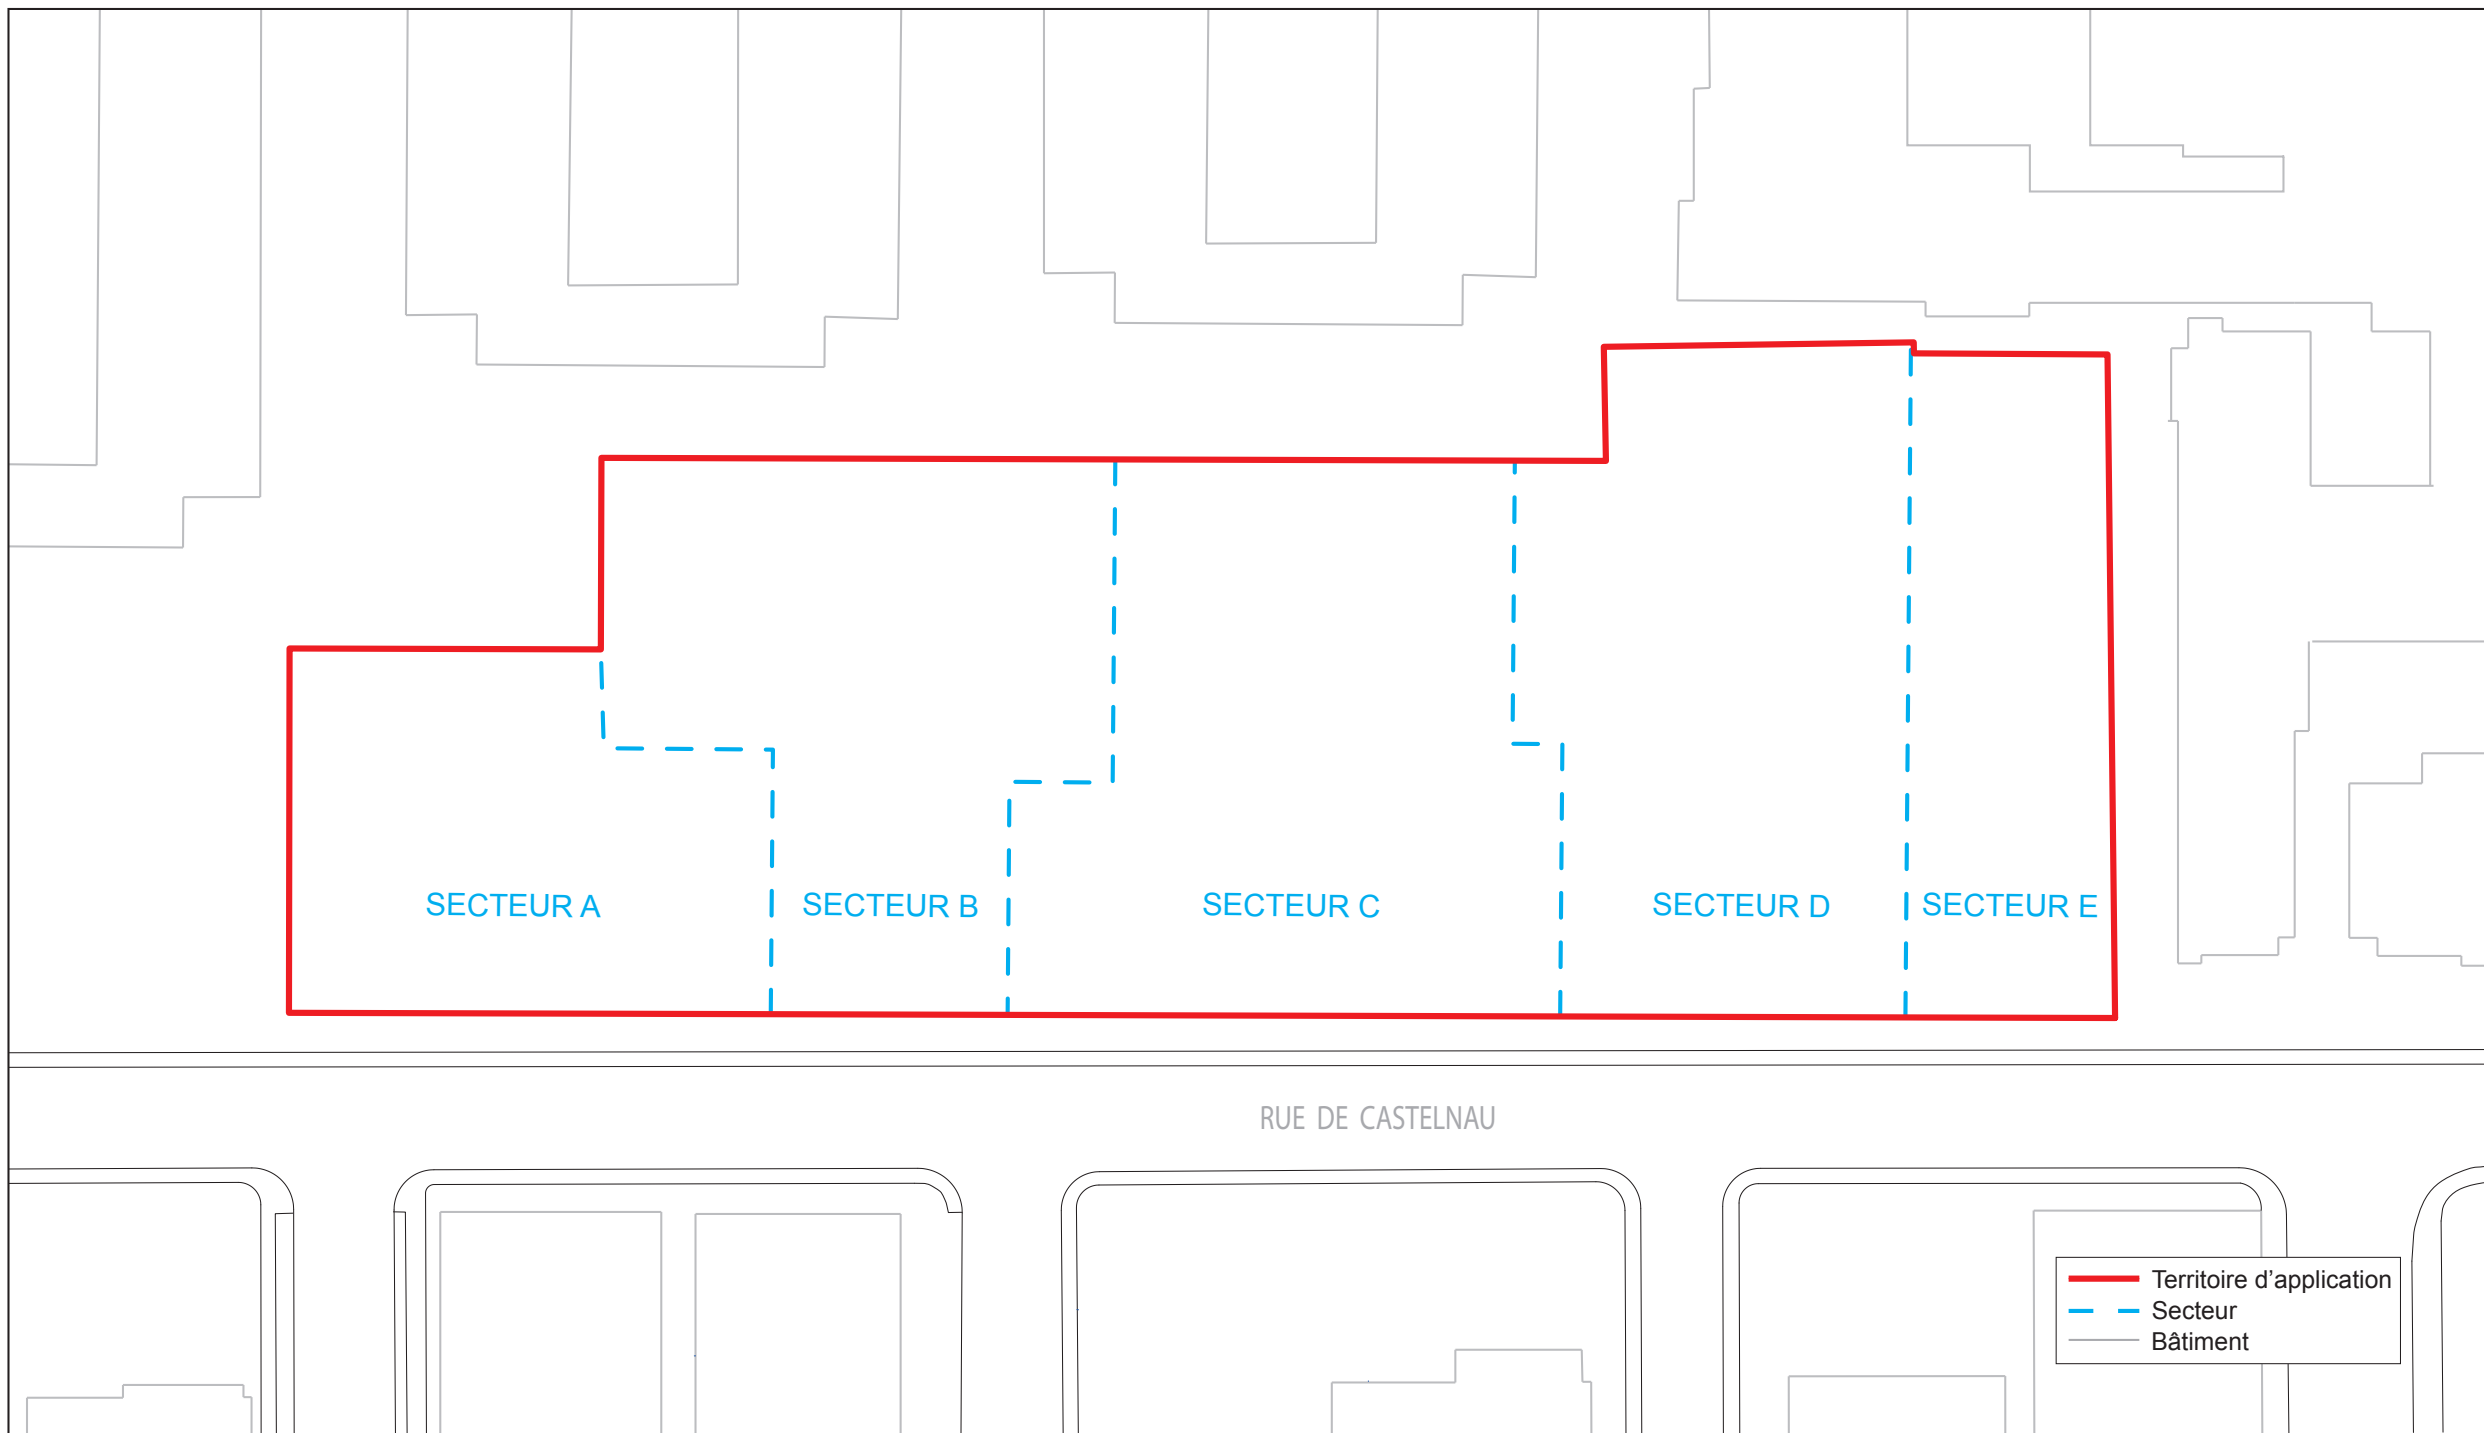 SECTEUR A
SECTEUR B
SECTEUR C
SECTEUR D
SECTEUR E
RUE DE CASTELNAU
Territoire d’application
Secteur
Bâtiment